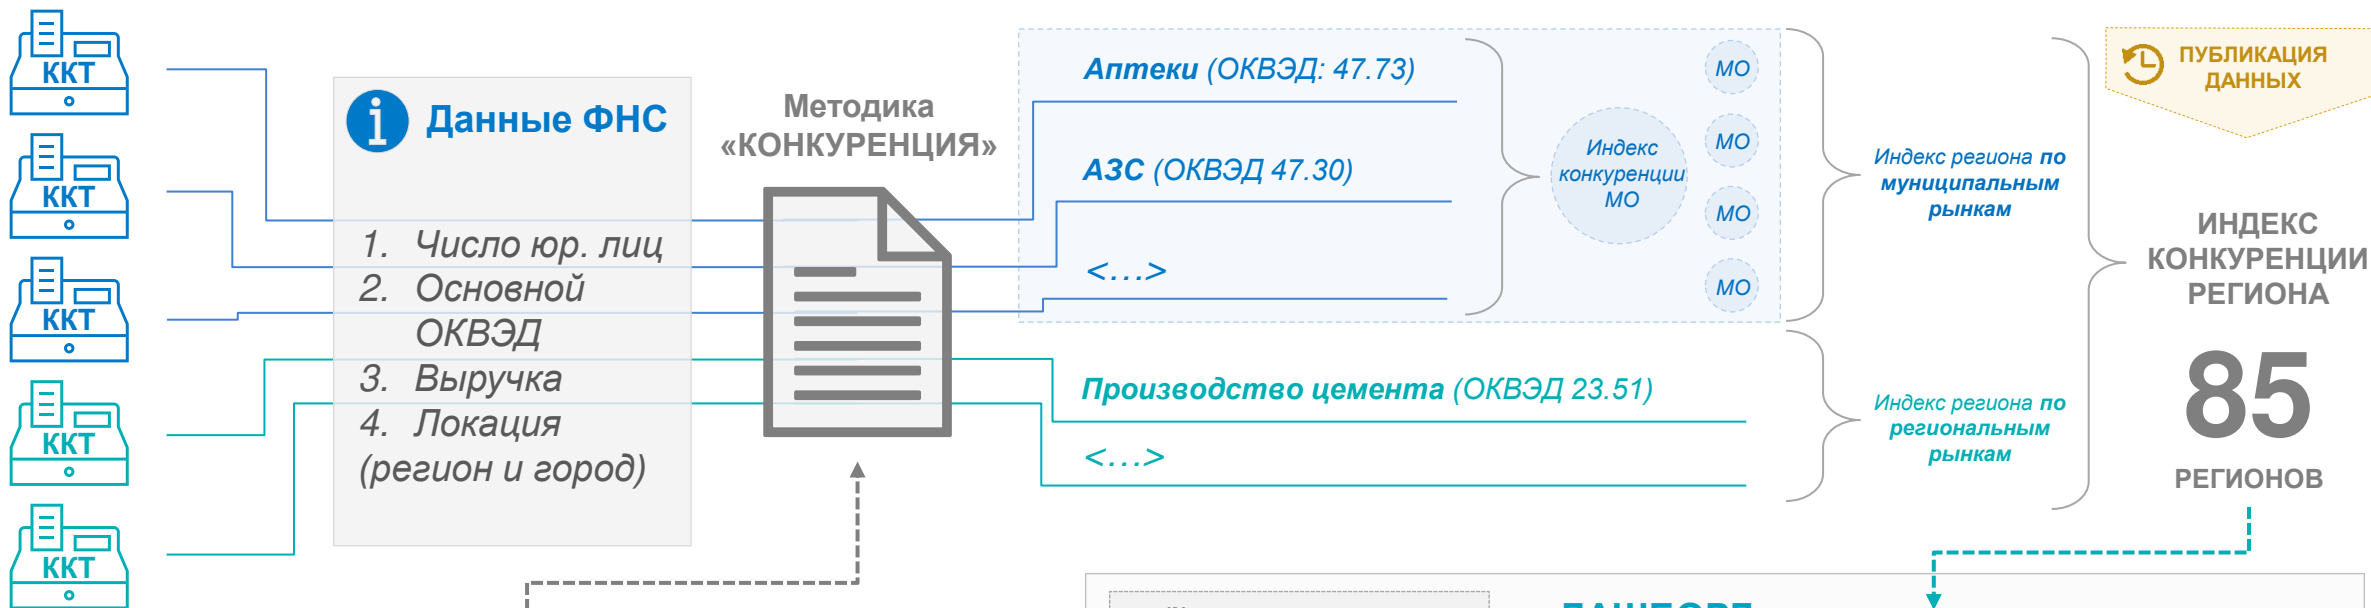 ККТ
ККТ
ККТ
ККТ
ККТ
Данные ФНС
1. Число юр. лиц
2. Основной
ОКВЭД
3. Выручка
4. Локация
(регион и город)
Методика
«КОНКУРЕНЦИЯ»
Аптеки (ОКВЭД: 47.73)
АЗС (ОКВЭД 47.30)
<...>
Индекс
конкуренции
МО
МО
МО
МО
МО
Производство цемента (ОКВЭД 23.51)
<...>
Индекс региона по
муниципальным
рынкам
Индекс региона по
региональным
рынкам
ПУБЛИКАЦИЯ
ДАННЫХ
ИНДЕКС
КОНКУРЕНЦИИ
РЕГИОНА
85
РЕГИОНОВ
ДАШБОРД